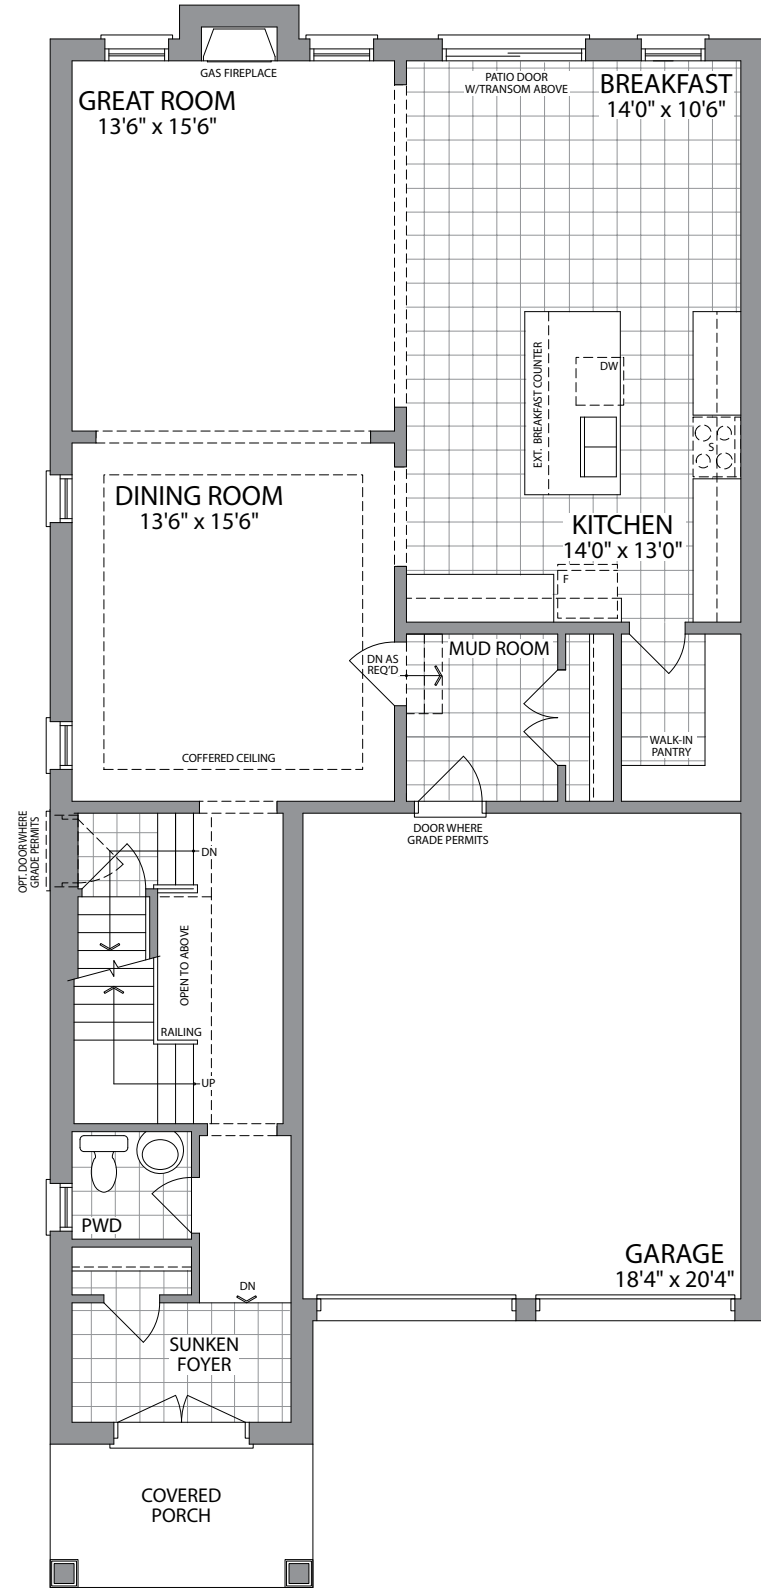 GAS FIREPLACE
GREAT ROOM
13'6" x 15'6"
PATIO DOOR
W/TRANSOM ABOVE
BREAKFAST
14'0" x 10'6"
EXT. BREAKFAST COUNTER
DW
S
DINING ROOM
13'6" x 15'6"
KITCHEN
14'0" x 13'0"
F
DN AS
REQ'D
MUD ROOM
WALK-IN
PANTRY
COFFERED CEILING
DOOR WHERE
GRADE PERMITS
OPT. DOOR WHERE
GRADE PERMITS
DN
OPEN TO ABOVE
RAILING
UP
PWD
GARAGE
18'4" x 20'4"
DN
SUNKEN
FOYER
COVERED
PORCH